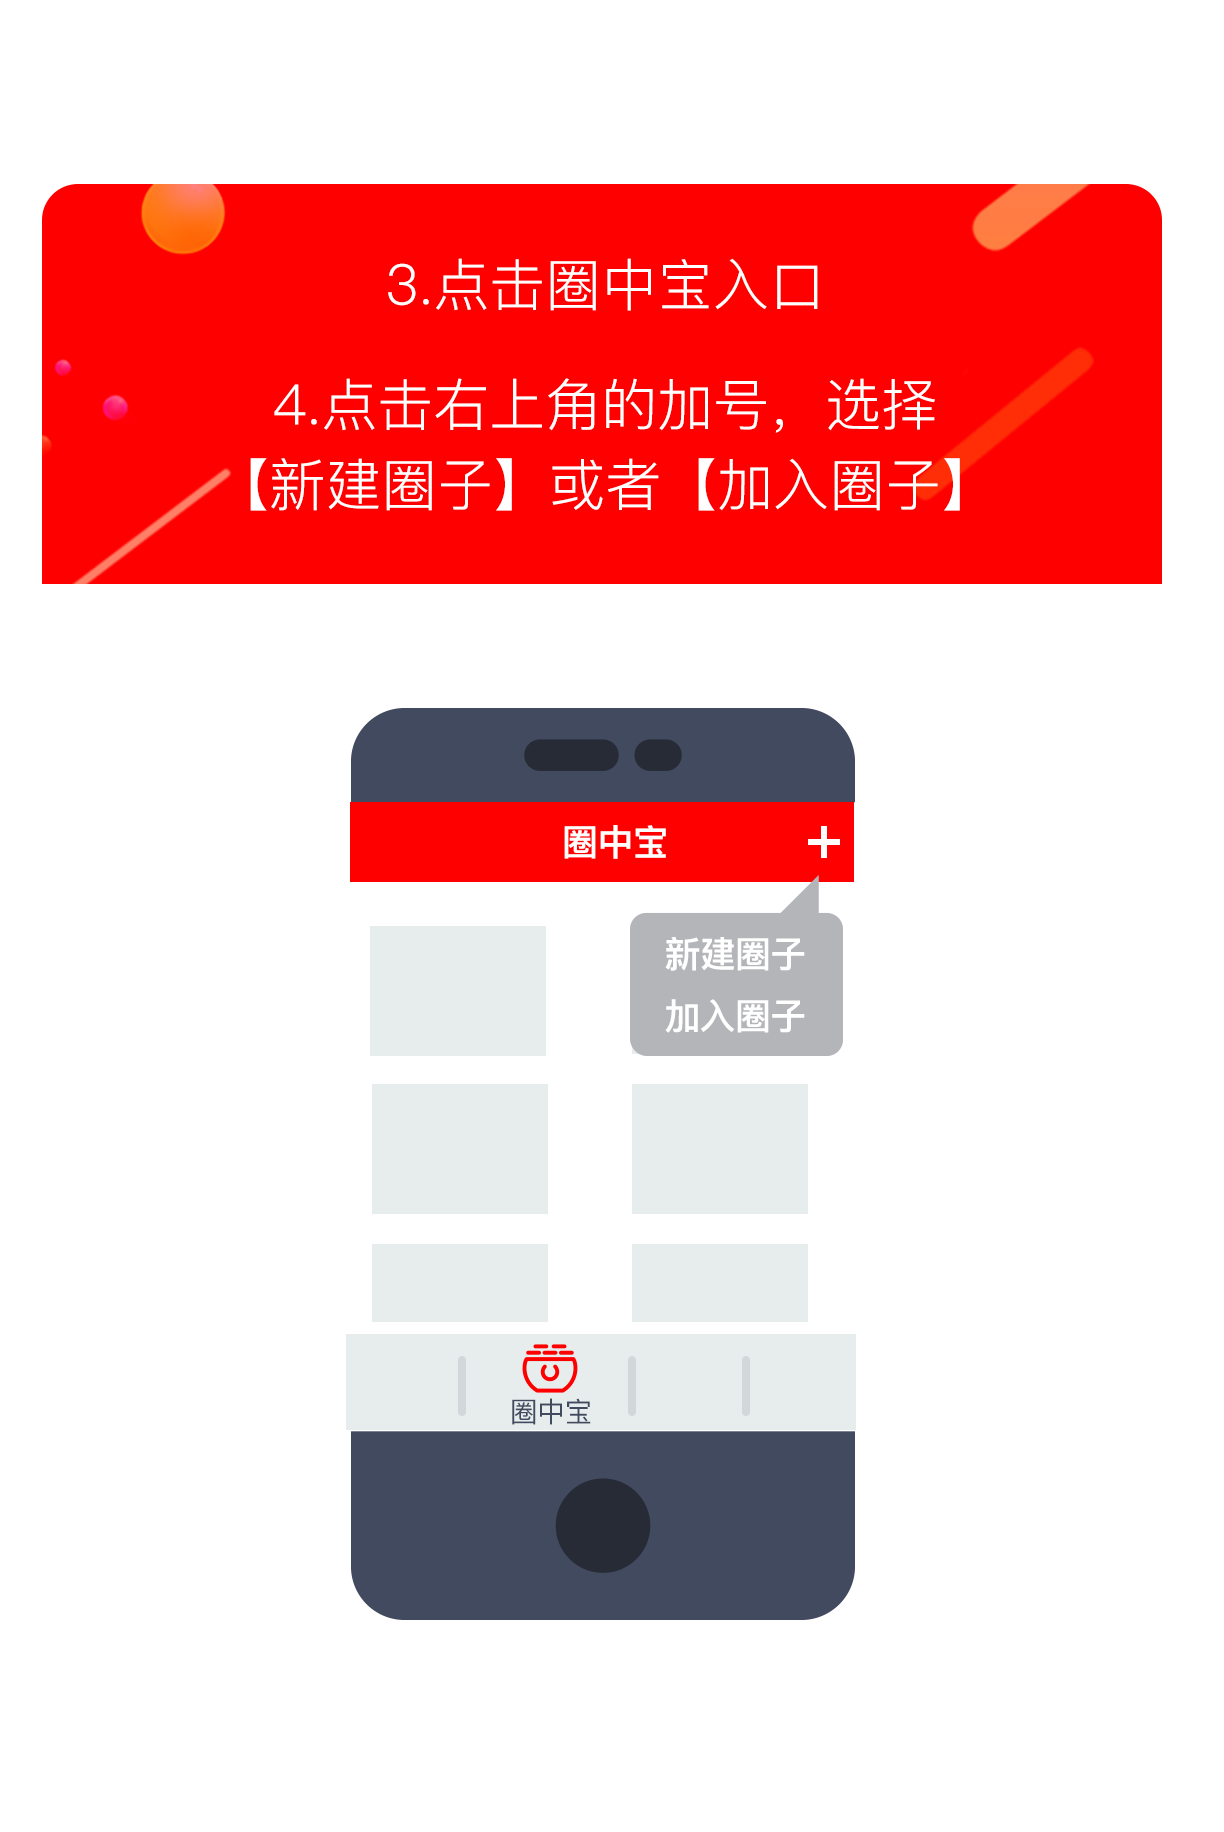 3.点击圈中宝入口
4.点击右上角的加号，选择
【新建圈子】或者【加入圈子】
圈中宝
新建圈子
加入圈子
圈中宝